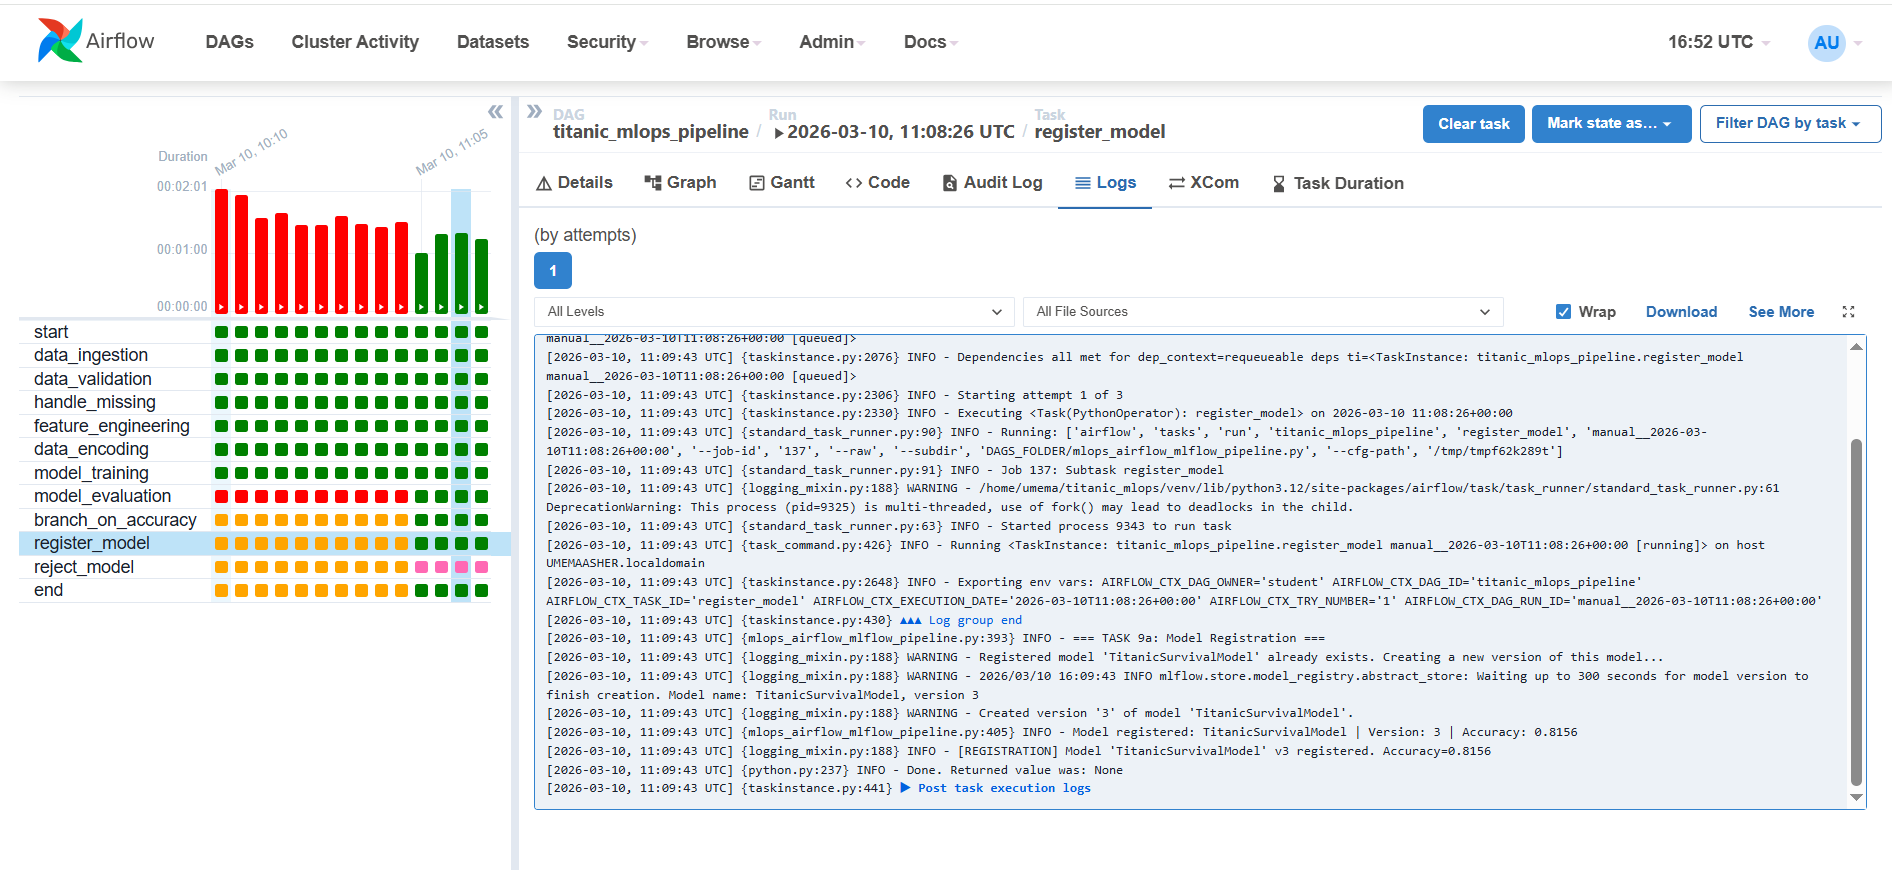 Airflow
DAGs
Cluster Activity
Datasets
Security
Browse
Admin
Docs
16:52 UTC
AU
DAG
titanic_mlops_pipeline
/
Run
2026-03-10, 11:08:26 UTC
/
Task
register_model
Clear task
Mark state as...
Filter DAG by task
Duration
Mar 10, 10:10
Mar 10, 11:05
00:02:01
00:01:00
00:00:00
start
data_ingestion
data_validation
handle_missing
feature_engineering
data_encoding
model_training
model_evaluation
branch_on_accuracy
register_model
reject_model
end
Details
Graph
Gantt
Code
Audit Log
Logs
XCom
Task Duration
(by attempts)
1
All Levels
All File Sources
Wrap
Download
See More
manual__2026-03-10T11:08:26+00:00 [queued]>
[2026-03-10, 11:09:43 UTC] {taskinstance.py:2076} INFO - Dependencies all met for dep_context=requeueable deps ti=<TaskInstance: titanic_mlops_pipeline.register_model
manual__2026-03-10T11:08:26+00:00 [queued]>
[2026-03-10, 11:09:43 UTC] {taskinstance.py:2306} INFO - Starting attempt 1 of 3
[2026-03-10, 11:09:43 UTC] {taskinstance.py:2330} INFO - Executing <Task(PythonOperator): register_model> on 2026-03-10 11:08:26+00:00
[2026-03-10, 11:09:43 UTC] {standard_task_runner.py:90} INFO - Running: ['airflow', 'tasks', 'run', 'titanic_mlops_pipeline', 'register_model', 'manual__2026-03-
10T11:08:26+00:00', '--job-id', '137', '--raw', '--subdir', 'DAGS_FOLDER/mlops_airflow_mlflow_pipeline.py', '--cfg-path', '/tmp/tmpf62k289t']
[2026-03-10, 11:09:43 UTC] {standard_task_runner.py:91} INFO - Job 137: Subtask register_model
[2026-03-10, 11:09:43 UTC] {logging_mixin.py:188} WARNING - /home/umema/titanic_mlops/venv/lib/python3.12/site-packages/airflow/task/task_runner/standard_task_runner.py:61
DeprecationWarning: This process (pid=9325) is multi-threaded, use of fork() may lead to deadlocks in the child.
[2026-03-10, 11:09:43 UTC] {standard_task_runner.py:63} INFO - Started process 9343 to run task
[2026-03-10, 11:09:43 UTC] {task_command.py:426} INFO - Running <TaskInstance: titanic_mlops_pipeline.register_model manual__2026-03-10T11:08:26+00:00 [running]> on host
UMEMAASHER.localdomain
[2026-03-10, 11:09:43 UTC] {taskinstance.py:2648} INFO - Exporting env vars: AIRFLOW_CTX_DAG_OWNER='student' AIRFLOW_CTX_DAG_ID='titanic_mlops_pipeline'
AIRFLOW_CTX_TASK_ID='register_model' AIRFLOW_CTX_EXECUTION_DATE='2026-03-10T11:08:26+00:00' AIRFLOW_CTX_TRY_NUMBER='1' AIRFLOW_CTX_DAG_RUN_ID='manual__2026-03-10T11:08:26+00:00'
[2026-03-10, 11:09:43 UTC] {taskinstance.py:430} ▲▲▲ Log group end
[2026-03-10, 11:09:43 UTC] {mlops_airflow_mlflow_pipeline.py:393} INFO - === TASK 9a: Model Registration ===
[2026-03-10, 11:09:43 UTC] {logging_mixin.py:188} WARNING - Registered model 'TitanicSurvivalModel' already exists. Creating a new version of this model...
[2026-03-10, 11:09:43 UTC] {logging_mixin.py:188} WARNING - 2026/03/10 16:09:43 INFO mlflow.store.model_registry.abstract_store: Waiting up to 300 seconds for model version to
finish creation. Model name: TitanicSurvivalModel, version 3
[2026-03-10, 11:09:43 UTC] {logging_mixin.py:188} WARNING - Created version '3' of model 'TitanicSurvivalModel'.
[2026-03-10, 11:09:43 UTC] {mlops_airflow_mlflow_pipeline.py:405} INFO - Model registered: TitanicSurvivalModel | Version: 3 | Accuracy: 0.8156
[2026-03-10, 11:09:43 UTC] {logging_mixin.py:188} INFO - [REGISTRATION] Model 'TitanicSurvivalModel' v3 registered. Accuracy=0.8156
[2026-03-10, 11:09:43 UTC] {python.py:237} INFO - Done. Returned value was: None
[2026-03-10, 11:09:43 UTC] {taskinstance.py:441} ▶ Post task execution logs